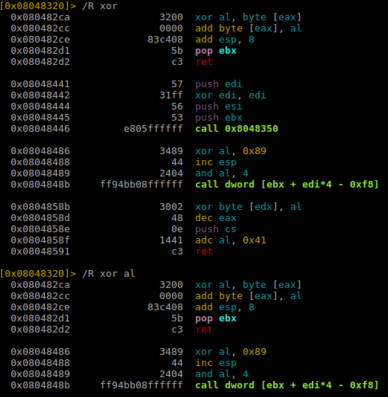 [0x08048320]> /R xor
0x080482ca 3200 xor al, byte [eax]
0x080482cc 0000 add byte [eax], al
0x080482ce 83c408 add esp, 8
0x080482d1 5b pop ebx
0x080482d2 c3 ret
0x08048441 57 push edi
0x08048442 31ff xor edi, edi
0x08048444 56 push esi
0x08048445 53 push ebx
0x08048446 e805ffffff call 0x8048350
0x08048486 3489 xor al, 0x89
0x08048488 44 inc esp
0x08048489 2404 and al, 4
0x0804848b ff94bb08ffffff call dword [ebx + edi*4 - 0xf8]
0x0804858b 3002 xor byte [edx], al
0x0804858d 48 dec eax
0x0804858e 0e push cs
0x0804858f 1441 adc al, 0x41
0x08048591 c3 ret
[0x08048320]> /R xor al
0x080482ca 3200 xor al, byte [eax]
0x080482cc 0000 add byte [eax], al
0x080482ce 83c408 add esp, 8
0x080482d1 5b pop ebx
0x080482d2 c3 ret
0x08048486 3489 xor al, 0x89
0x08048488 44 inc esp
0x08048489 2404 and al, 4
0x0804848b ff94bb08ffffff call dword [ebx + edi*4 - 0xf8]